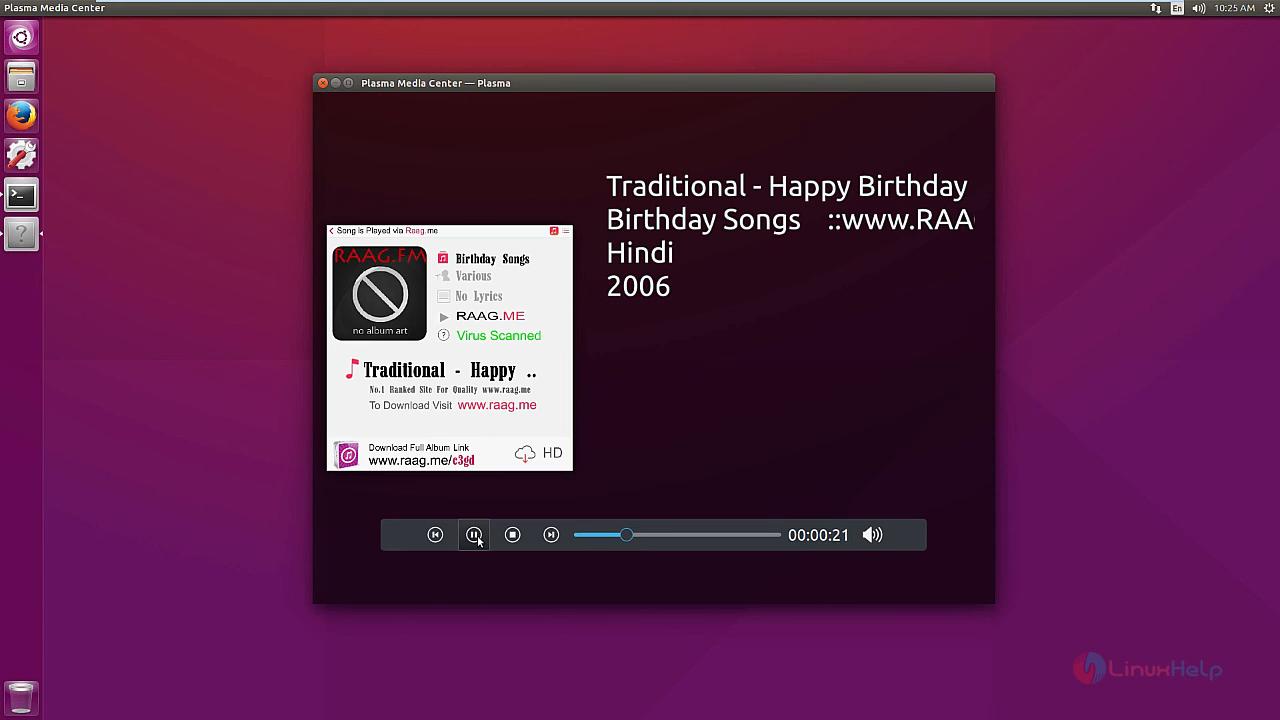 Plasma Media Center
En
10:25 AM
Plasma Media Center — Plasma
Traditional - Happy Birthday
Birthday Songs ::www.RAA
Hindi
2006
Song is Played via Raag.me
RAAG.FM
no album art
Birthday Songs
Various
No Lyrics
RAAG.ME
Virus Scanned
Traditional - Happy ..
No.1 Ranked Site For Quality www.raag.me
To Download Visit www.raag.me
Download Full Album Link
www.raag.me/e3gd
HD
00:00:21
LinuxHelp